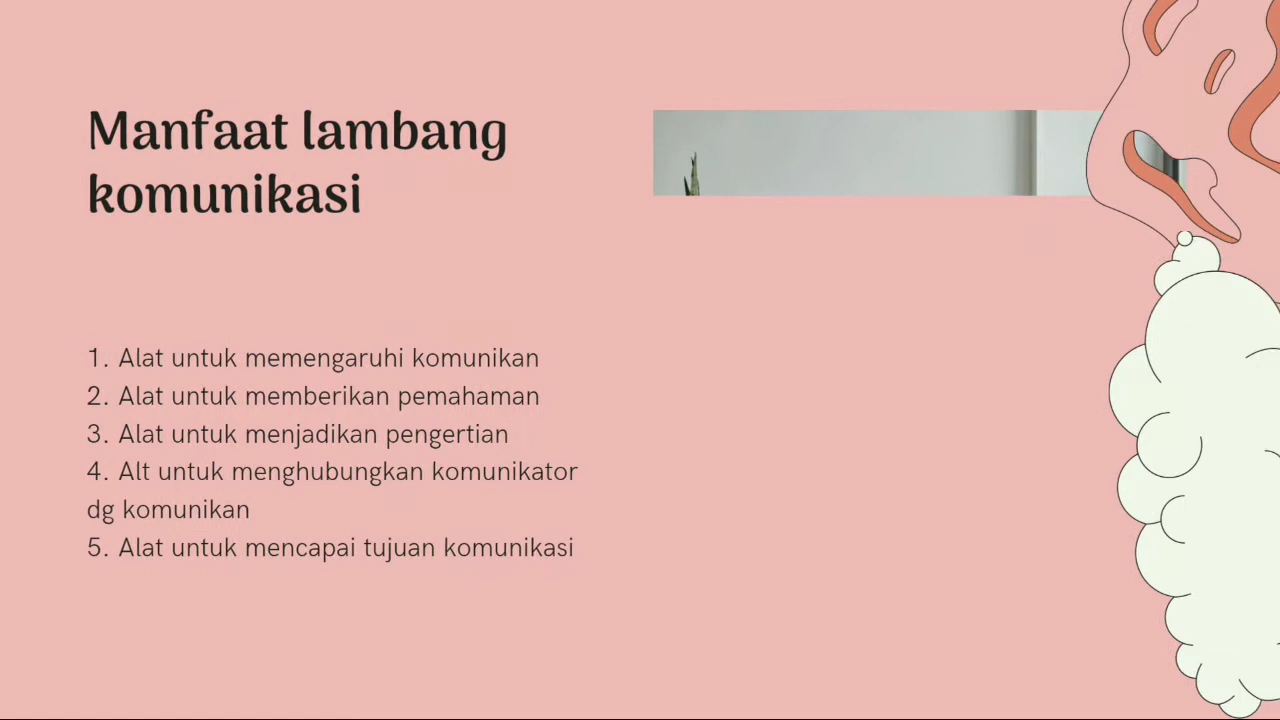 Manfaat lambang
komunikasi
1. Alat untuk memengaruhi komunikan
2. Alat untuk memberikan pemahaman
3. Alat untuk menjadikan pengertian
4. Alt untuk menghubungkan komunikator
dg komunikan
5. Alat untuk mencapai tujuan komunikasi